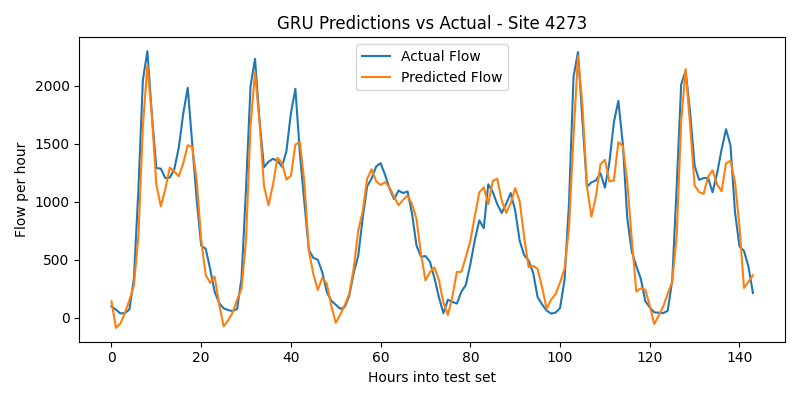 GRU Predictions vs Actual - Site 4273
Actual Flow
Predicted Flow
Flow per hour
2000
1500
1000
500
0
0 20 40 60 80 100 120 140
Hours into test set